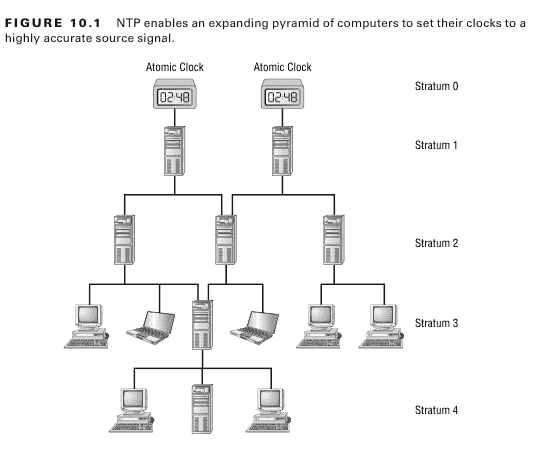 FIGURE 10.1 NTP enables an expanding pyramid of computers to set their clocks to a
highly accurate source signal.
Atomic Clock Atomic Clock
02:48 02:48
Stratum 0
Stratum 1
Stratum 2
Stratum 3
Stratum 4